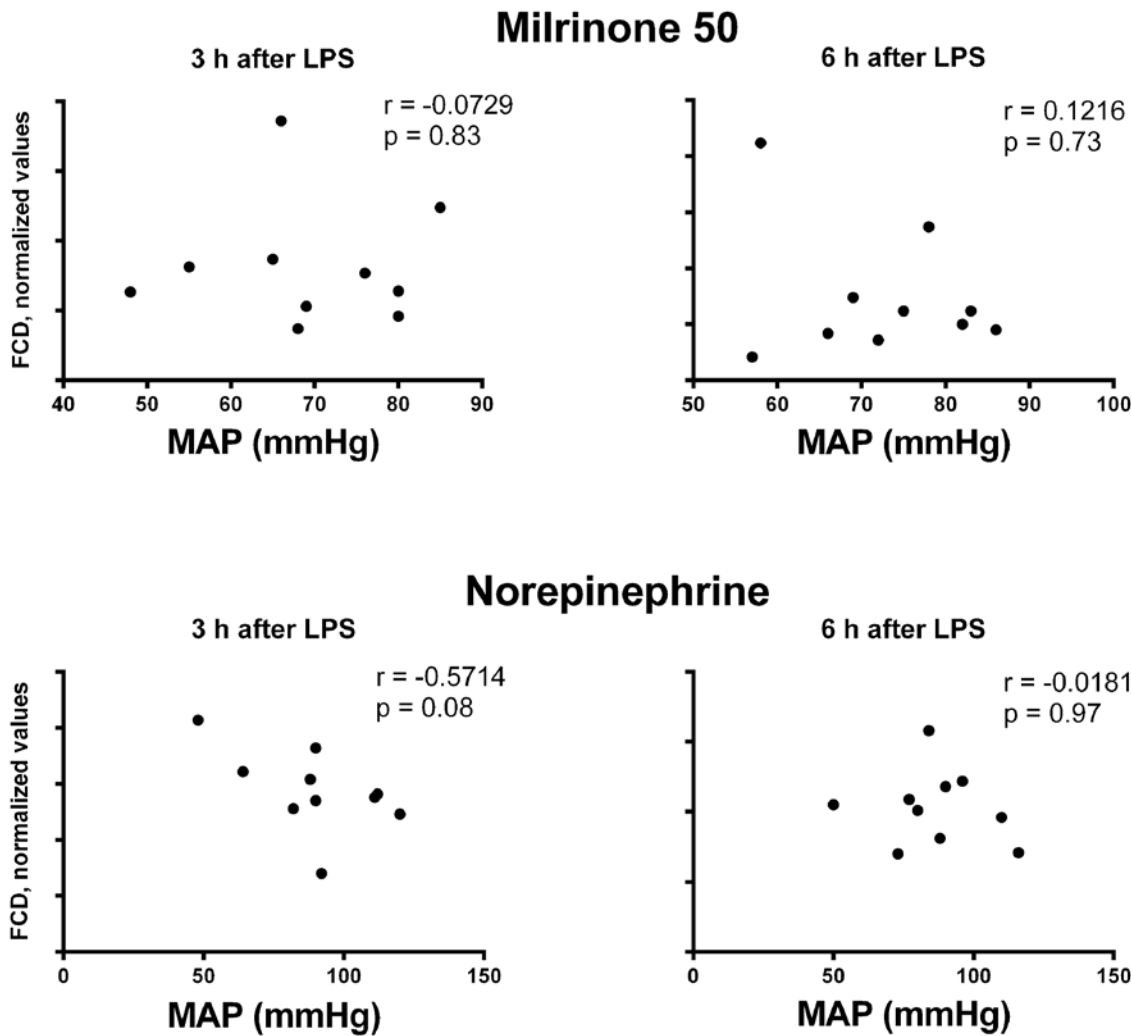 Milrinone 50
3 h after LPS
r = -0.0729
p = 0.83
FCD, normalized values
40 50 60 70 80 90
MAP (mmHg)
6 h after LPS
r = 0.1216
p = 0.73
50 60 70 80 90 100
MAP (mmHg)
Norepinephrine
3 h after LPS
r = -0.5714
p = 0.08
FCD, normalized values
0 50 100 150
MAP (mmHg)
6 h after LPS
r = -0.0181
p = 0.97
0 50 100 150
MAP (mmHg)